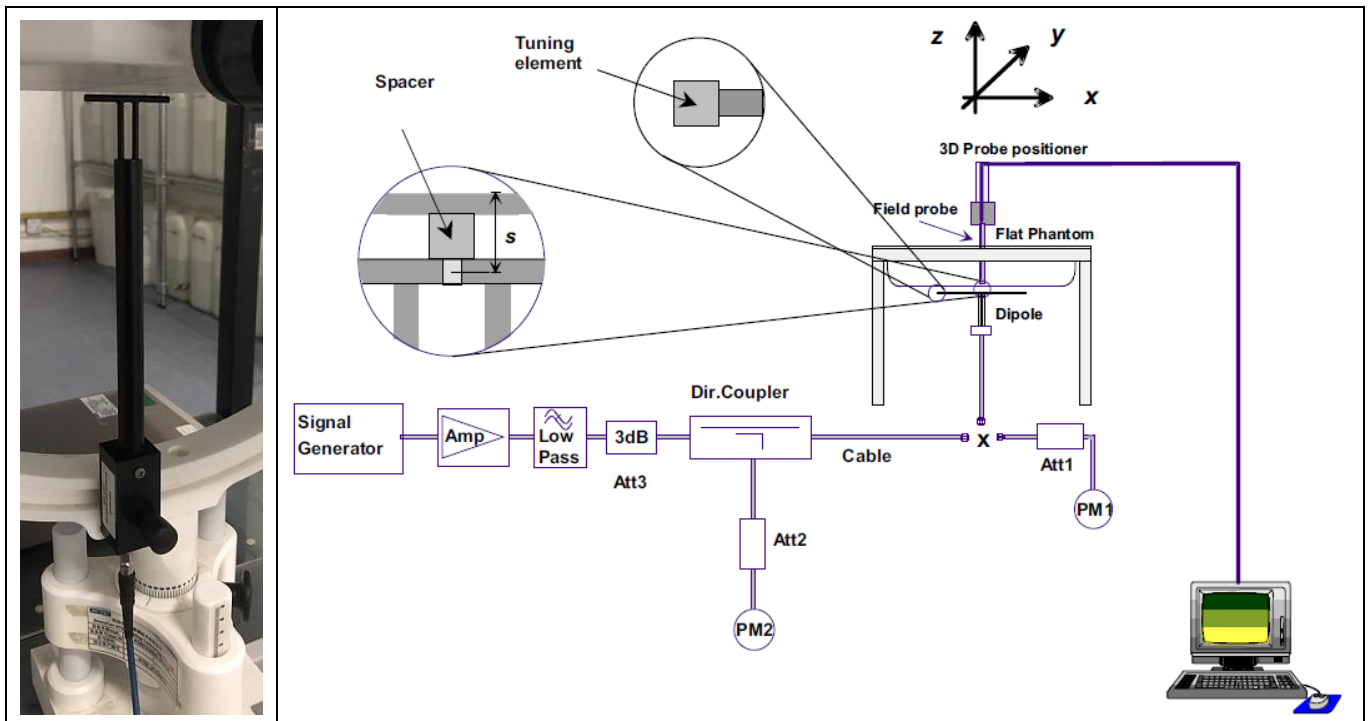 Tuning
element
Spacer
s
z
y
x
3D Probe positioner
Field probe
Flat Phantom
Dipole
Dir.Coupler
Signal
Generator
Amp
Low
Pass
3dB
Att3
Cable
x
Att1
PM1
Att2
PM2